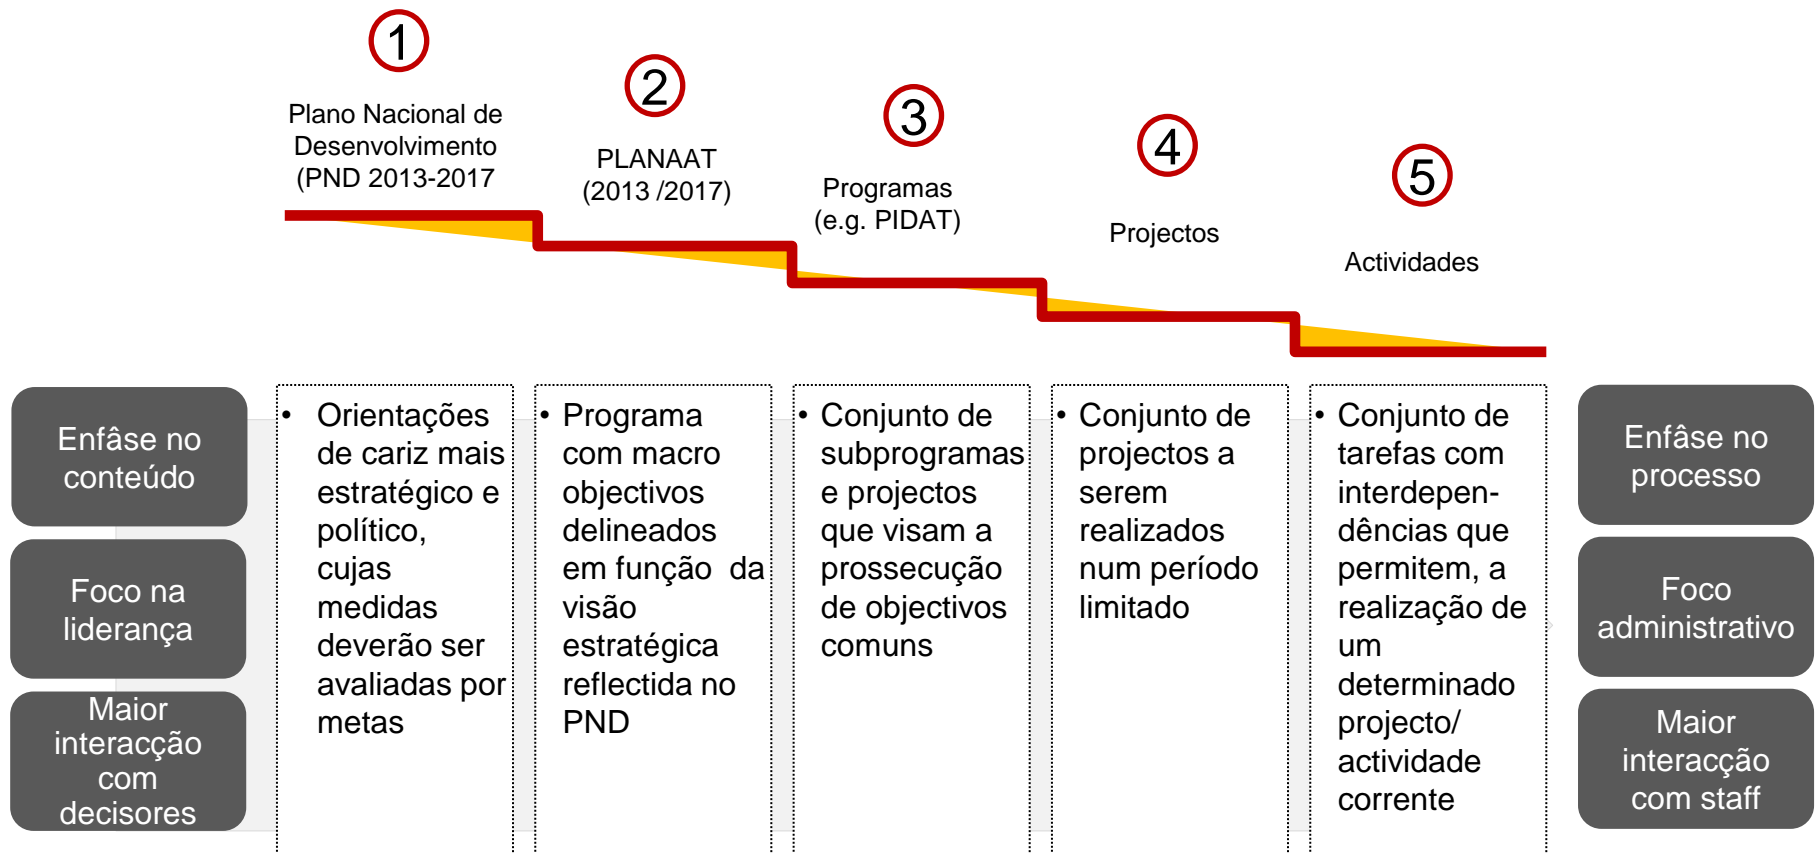 1
Plano Nacional de
Desenvolvimento
(PND 2013-2017
2
PLANAAT
(2013 /2017)
3
Programas
(e.g. PIDAT)
4
Projectos
5
Actividades
Enfâse no
conteúdo
Foco na
liderança
Maior
interacção
com
decisores
• Orientações
de cariz mais
estratégico e
político,
cujas
medidas
deverão ser
avaliadas por
metas
• Programa
com macro
objectivos
delineados
em função  da
visão
estratégica
reflectida no
PND
• Conjunto de
subprogramas
e projectos
que visam a
prossecução
de objectivos
comuns
• Conjunto de
projectos a
serem
realizados
num período
limitado
• Conjunto de
tarefas com
interdepen-
dências que
permitem, a
realização de
um
determinado
projecto/
actividade
corrente
Enfâse no
processo
Foco
administrativo
Maior
interacção
com staff